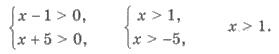 { x − 1 > 0,    { x > 1,    x > 1.
{ x + 5 > 0,    { x > −5,